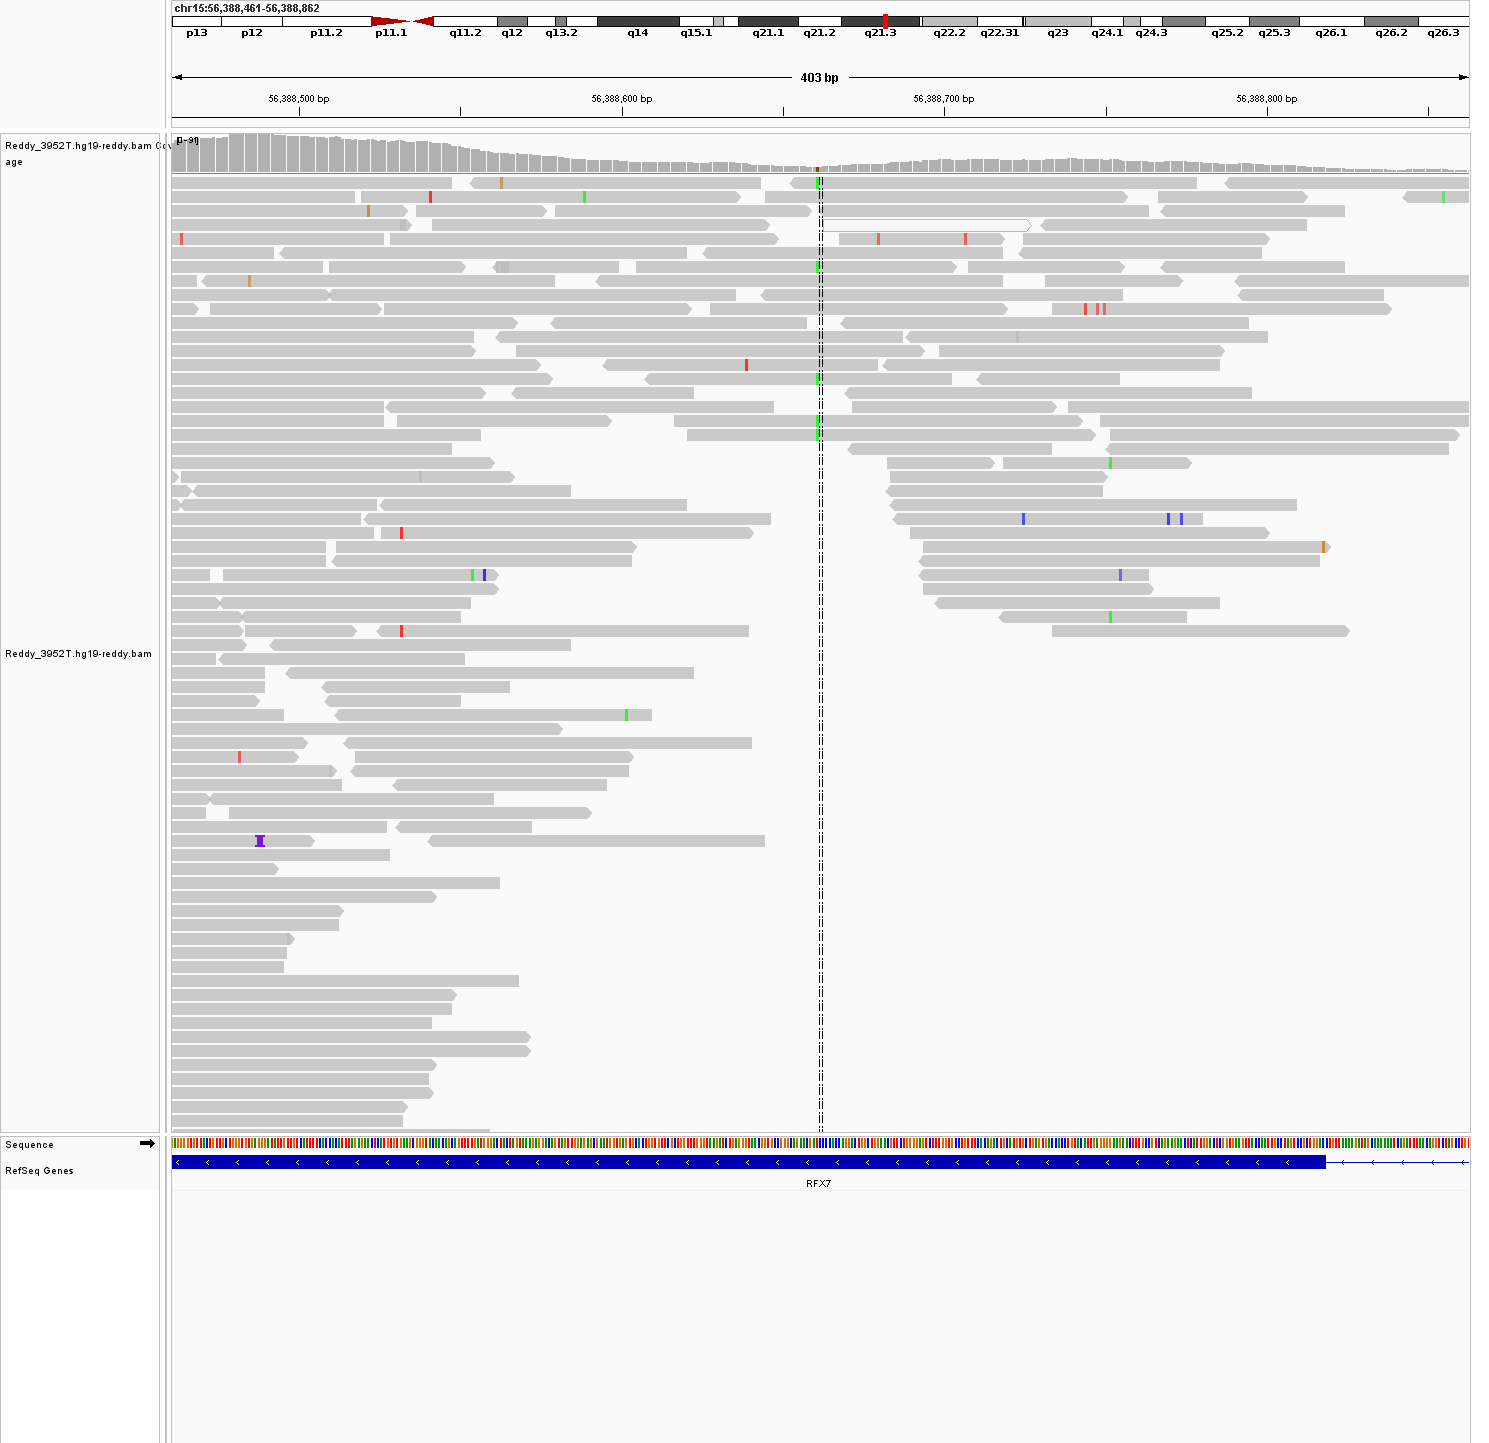 chr15:56,388,461-56,388,862
p13 p12 p11.2 p11.1 q11.2 q12 q13.2 q14 q15.1 q21.1 q21.2 q21.3 q22.2 q22.31 q23 q24.1 q24.3 q25.2 q25.3 q26.1 q26.2 q26.3
403 bp
56,388,500 bp 56,388,600 bp 56,388,700 bp 56,388,800 bp
[0-91]
Reddy_3952T.hg19-reddy.bam Cov
age
Reddy_3952T.hg19-reddy.bam
Sequence
RefSeq Genes
RFX7